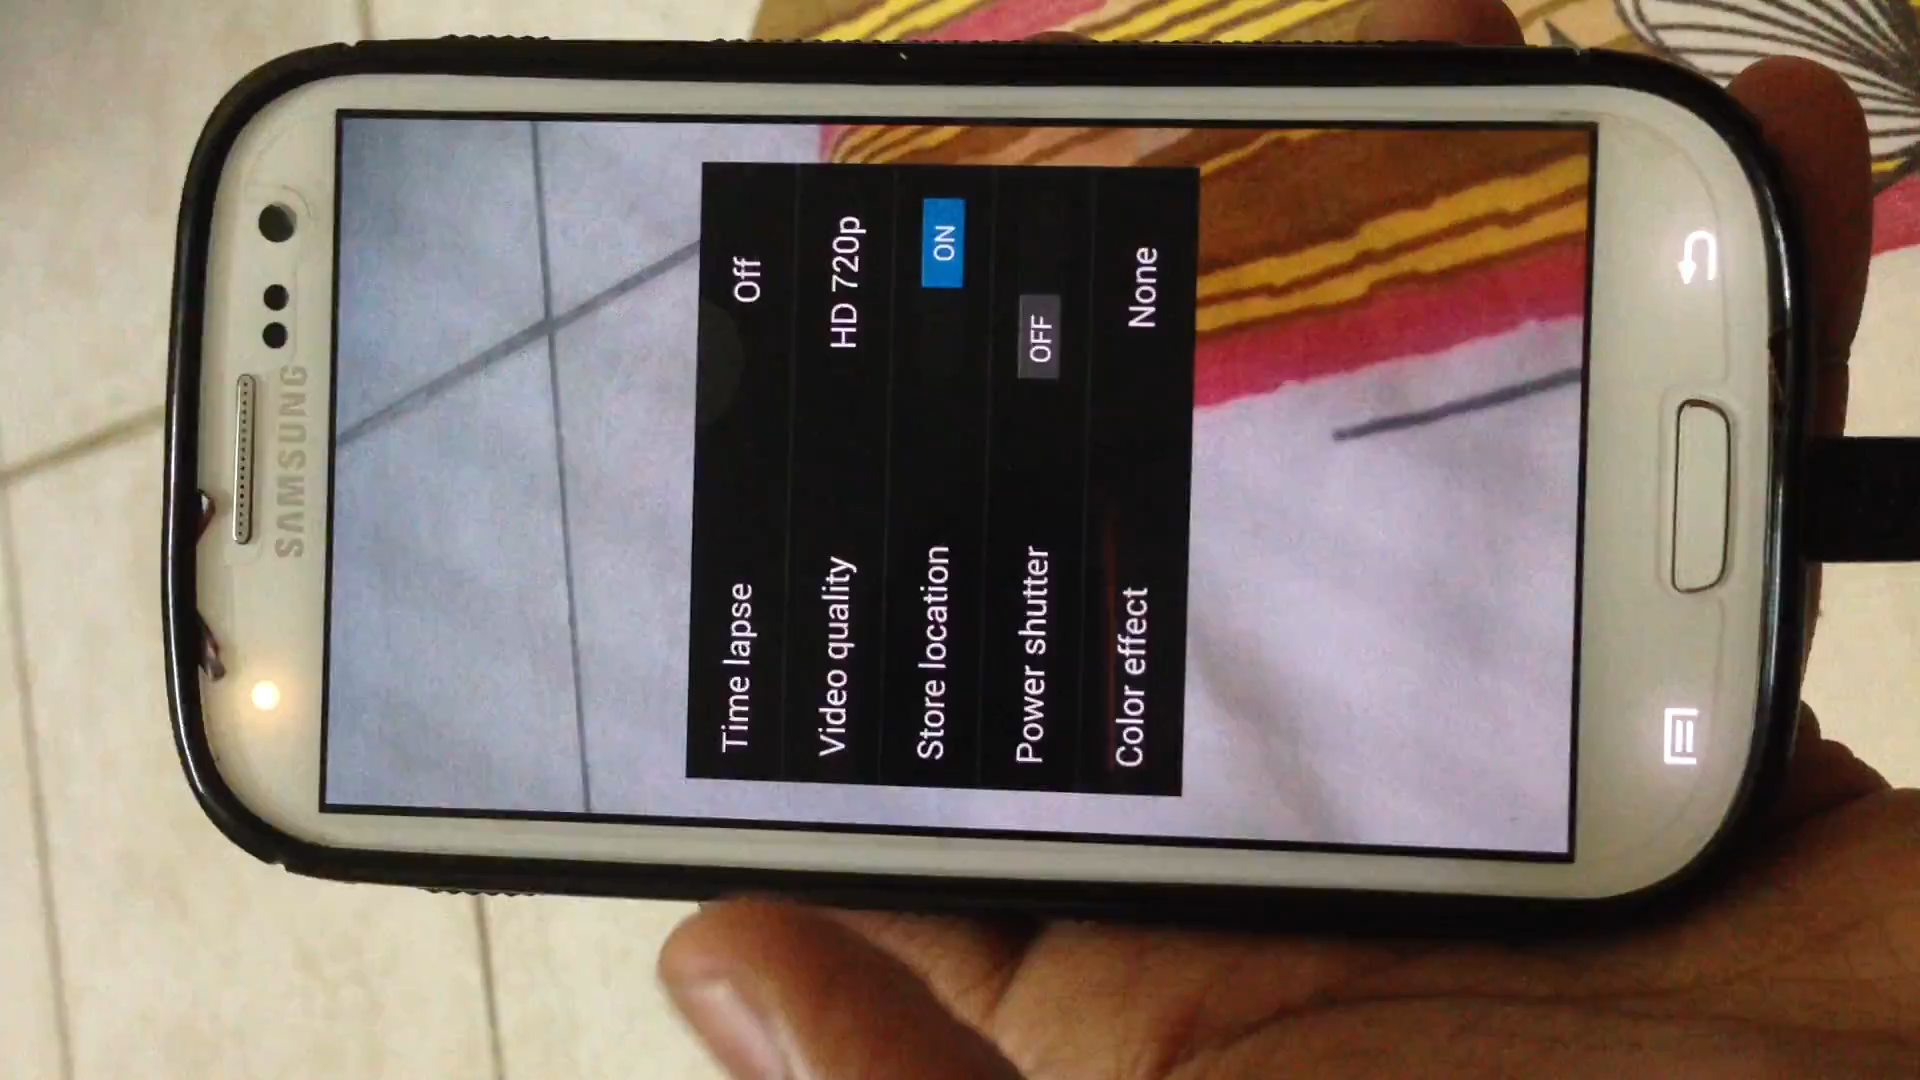 SAMSUNG
Time lapse Off
Video quality HD 720p
Store location ON
Power shutter OFF
Color effect None